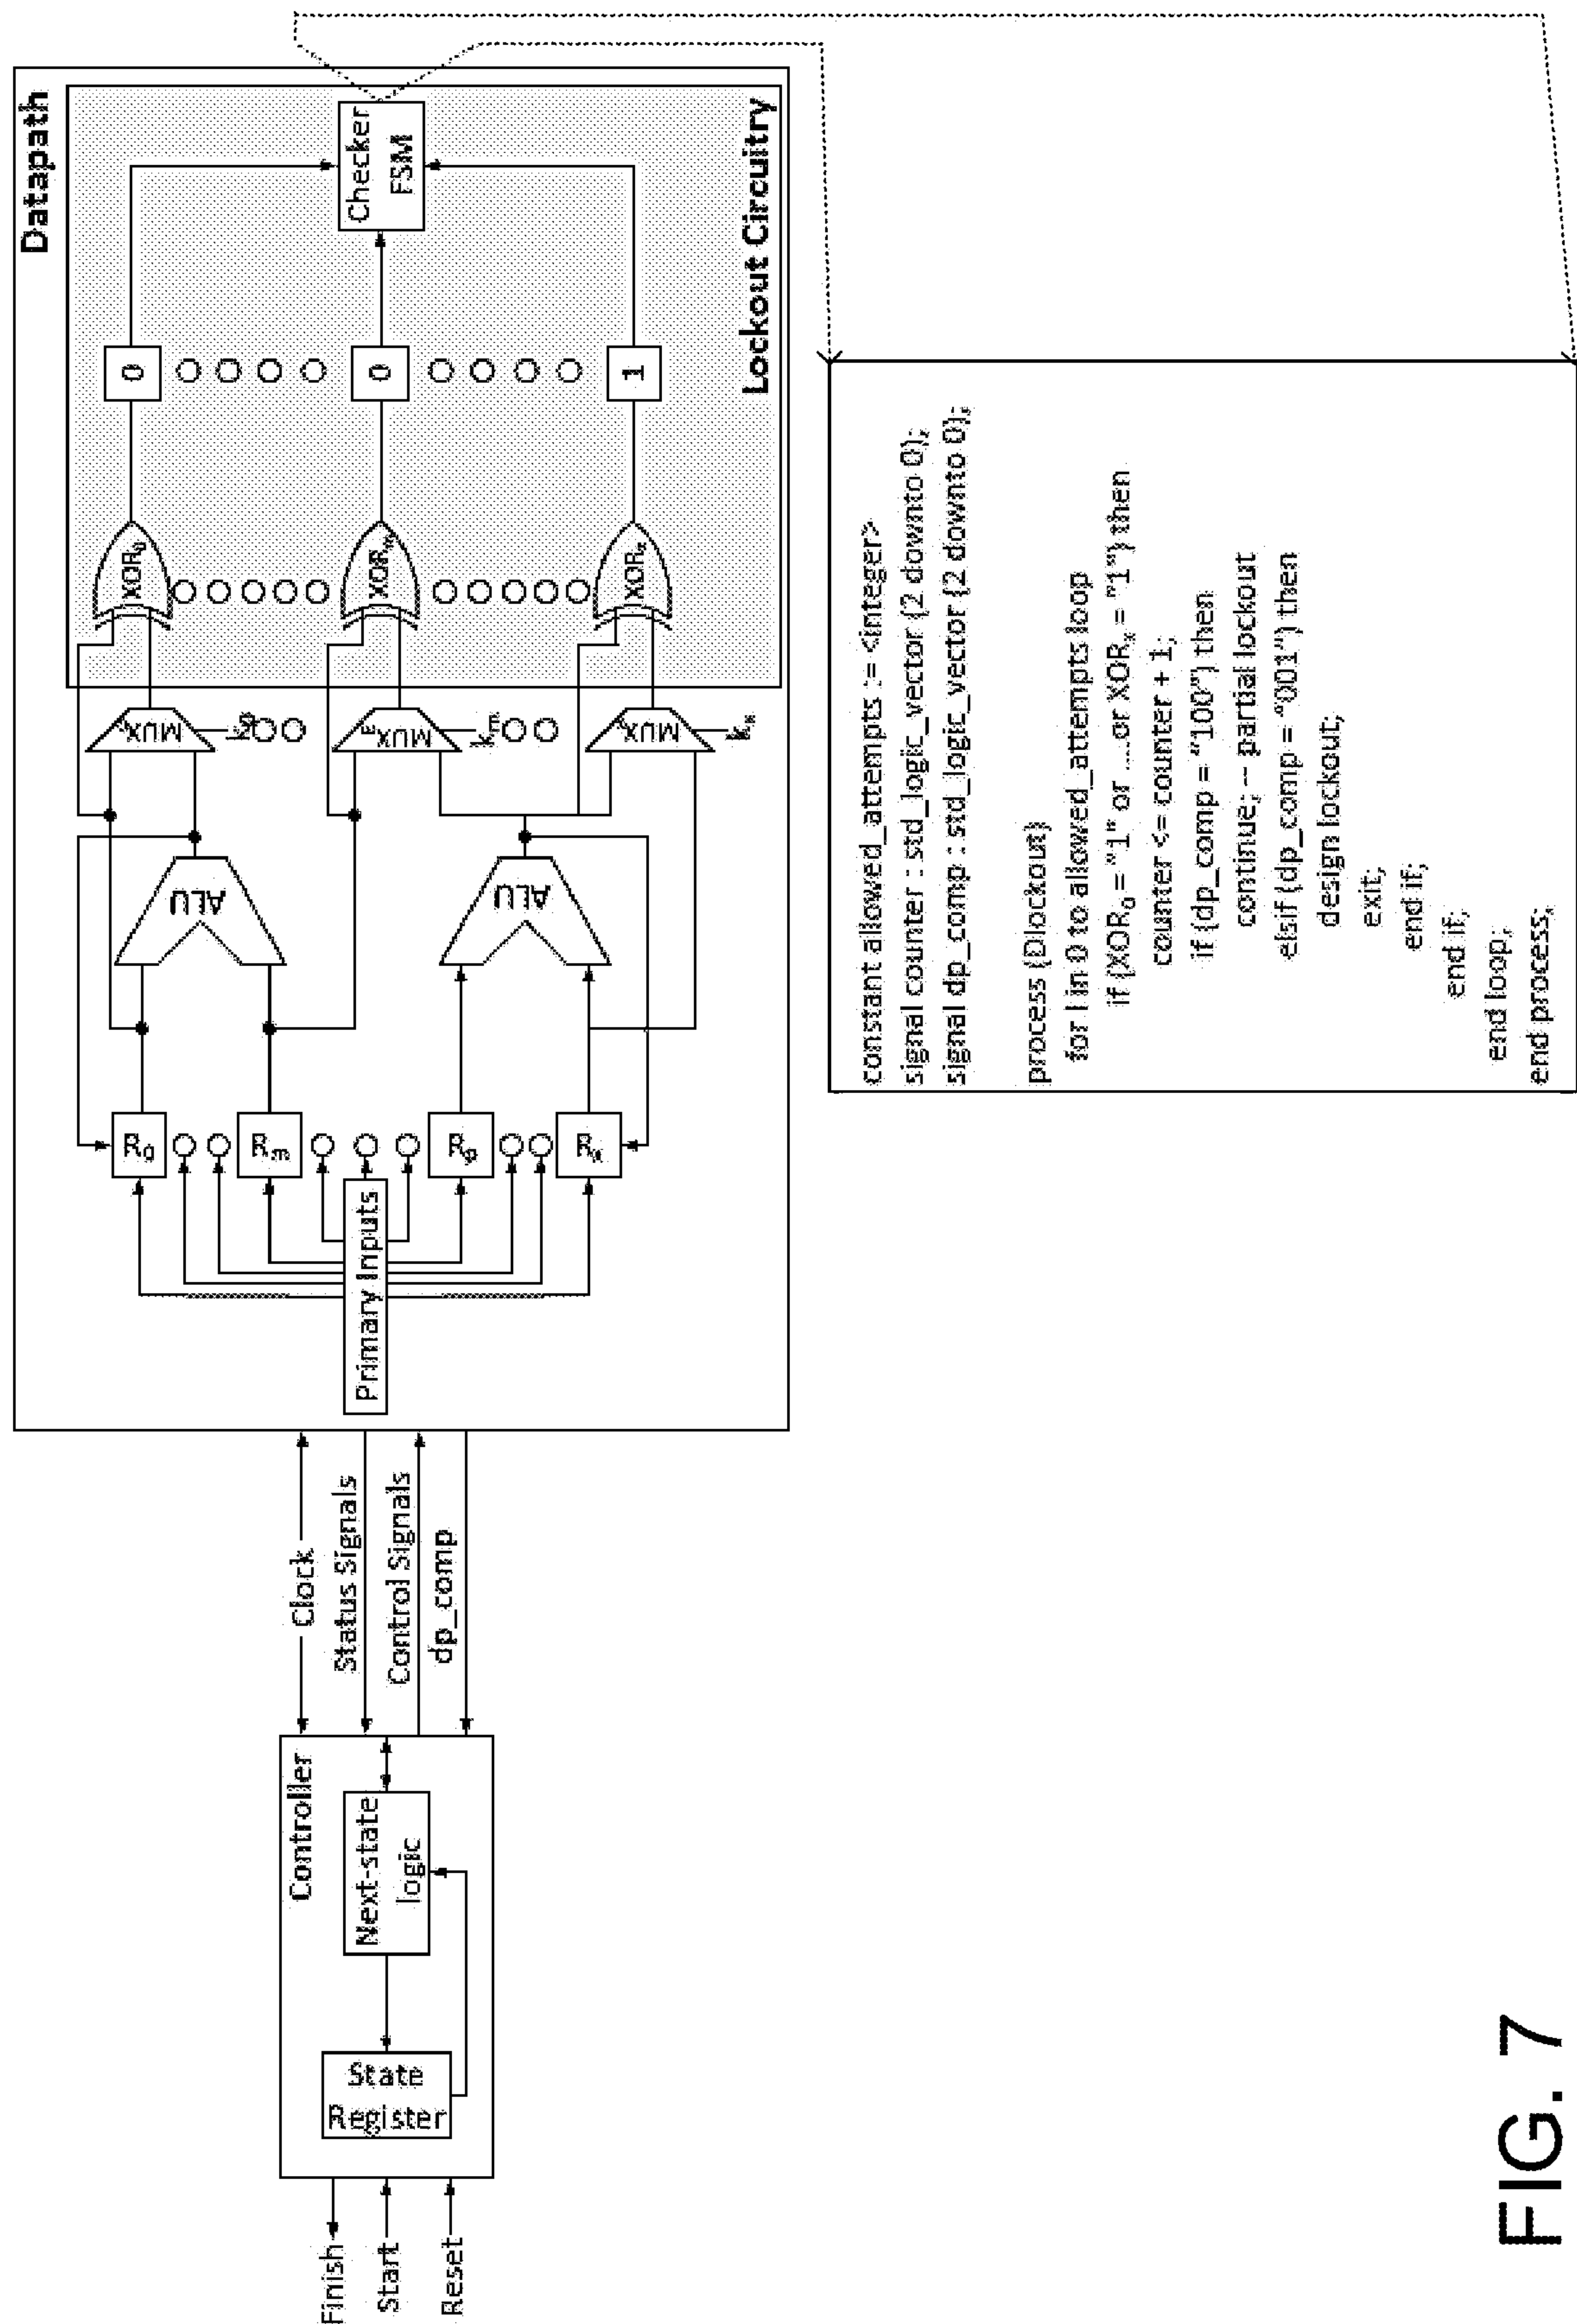 Datapath
Lockout Circuitry
Checker
FSM
0
0
1
XOR₀
XORₘ
XORₓ
MUX
MUX
MUX
kₘ
kₓ
ALU
ALU
R₀
Rₘ
Rₚ
Rₓ
Primary Inputs
Clock
Status Signals
Control Signals
dp_comp
Controller
Next-state
logic
State
Register
Finish
Start
Reset
constant allowed_attempts := <integer>
signal counter : std_logic_vector (2 downto 0);
signal dp_comp : std_logic_vector (2 downto 0);
process (Dlockout)
for I in 0 to allowed_attempts loop
if (XOR₀ = "1" or .... or XORₓ = "1") then
counter <= counter + 1;
if (dp_comp = "100") then
continue; -- partial lockout
elsif (dp_comp = "001") then
design lockout;
exit;
end if;
end if;
end loop;
end process;
FIG. 7